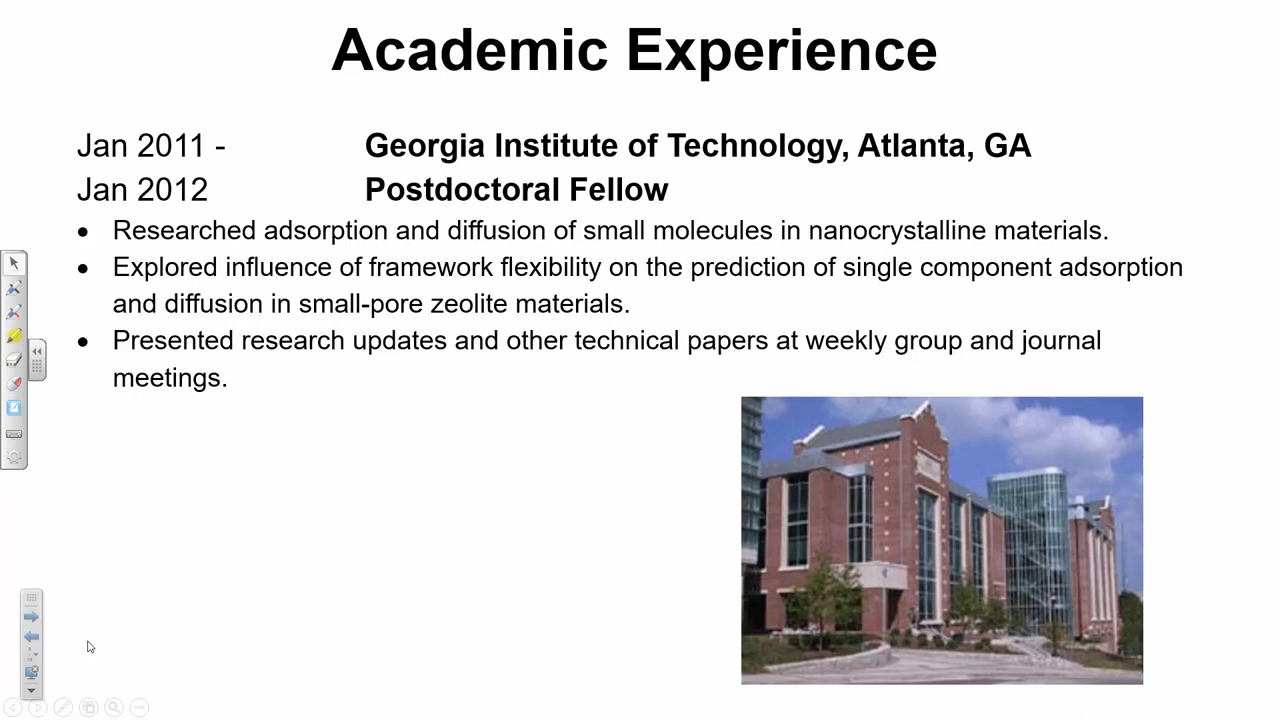 Academic Experience
Jan 2011 - Georgia Institute of Technology, Atlanta, GA
Jan 2012 Postdoctoral Fellow
• Researched adsorption and diffusion of small molecules in nanocrystalline materials.
• Explored influence of framework flexibility on the prediction of single component adsorption
and diffusion in small-pore zeolite materials.
• Presented research updates and other technical papers at weekly group and journal
meetings.